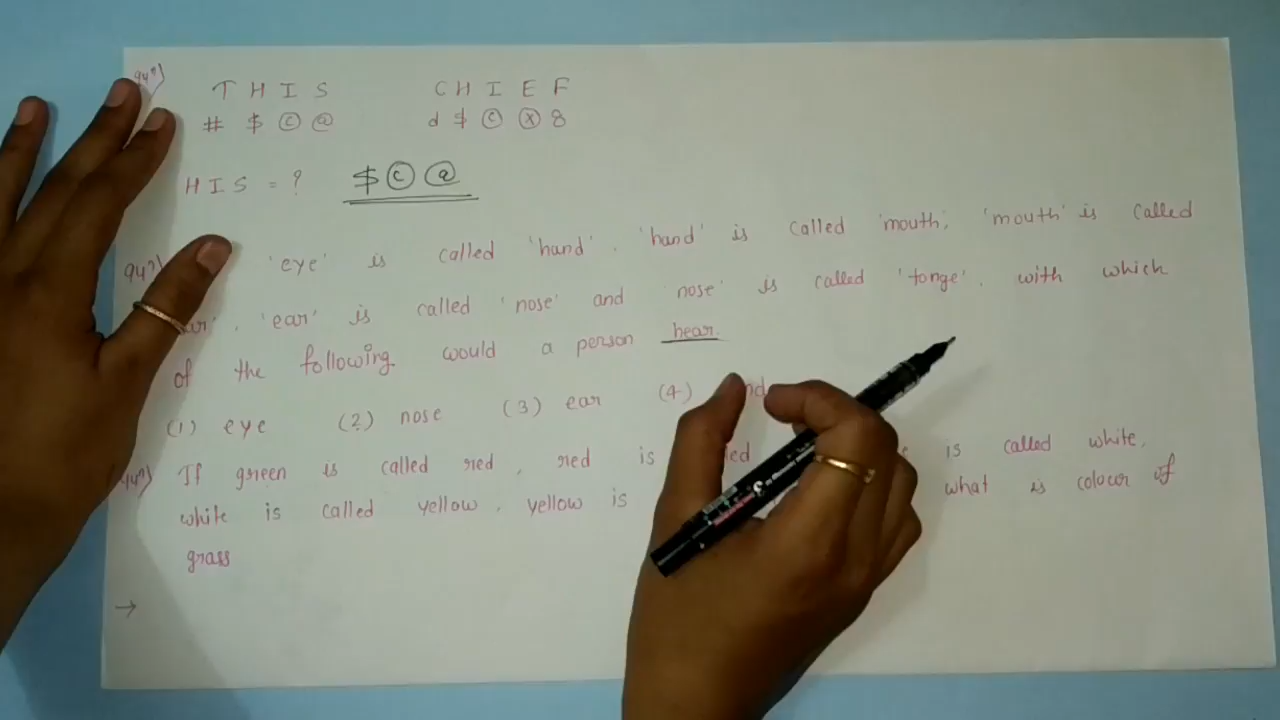 T H I S C H I E F
# $ © @ d $ © ⓧ 8
H I S = ? $ © @
'eye' is called 'hand'. 'hand' is called 'mouth'. 'mouth' is called
'ear' is called 'nose' and 'nose' is called 'tonge'. with which
of the following would a person hear.
(1) eye (2) nose (3) ear (4)
If green is called red, red is is called white,
white is called yellow, yellow is what is colour of
grass
→